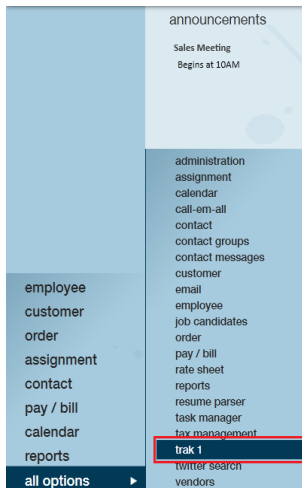 announcements
Sales Meeting
Begins at 10AM
administration
assignment
calendar
call-em-all
contact
contact groups
contact messages
customer
email
employee
job candidates
order
pay / bill
rate sheet
reports
resume parser
task manager
tax management
trak 1
twitter search
vendors
employee
customer
order
assignment
contact
pay / bill
calendar
reports
all options